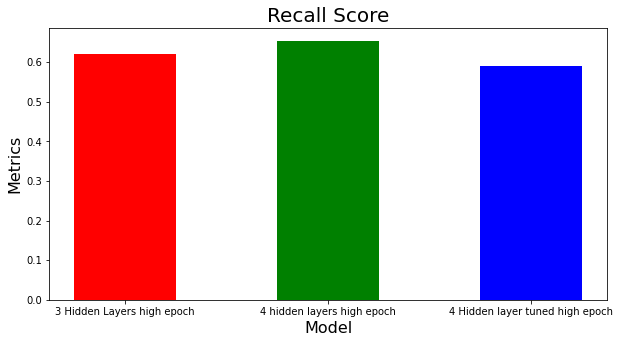 Recall Score
Metrics
0.6
0.5
0.4
0.3
0.2
0.1
0.0
3 Hidden Layers high epoch
4 hidden layers high epoch
4 Hidden layer tuned high epoch
Model